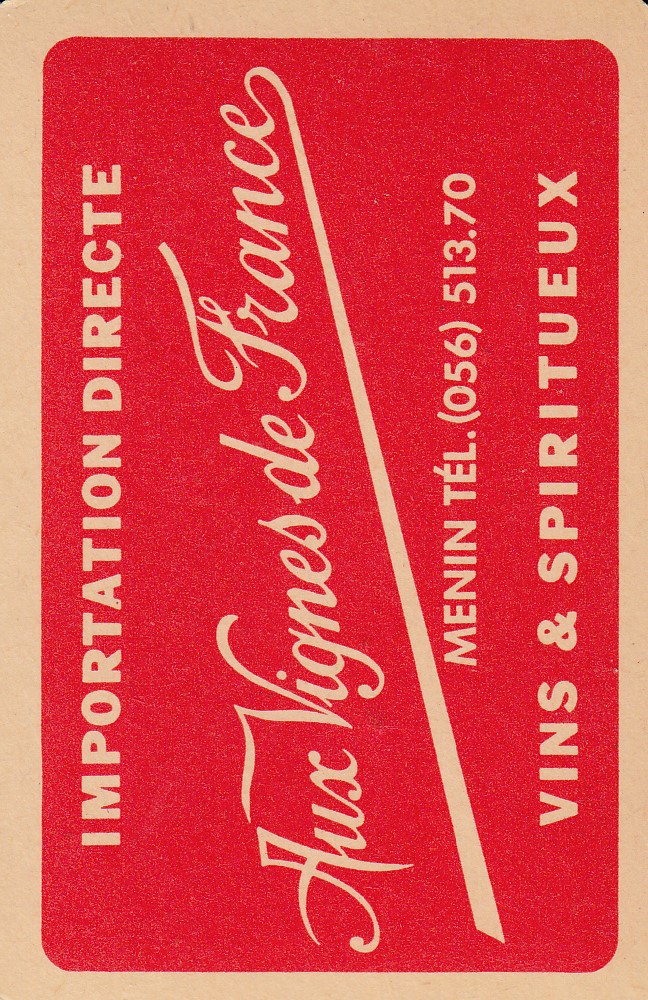 IMPORTATION DIRECTE
Aux Vignes de France
MENIN TÉL. (056) 513.70
VINS & SPIRITUEUX